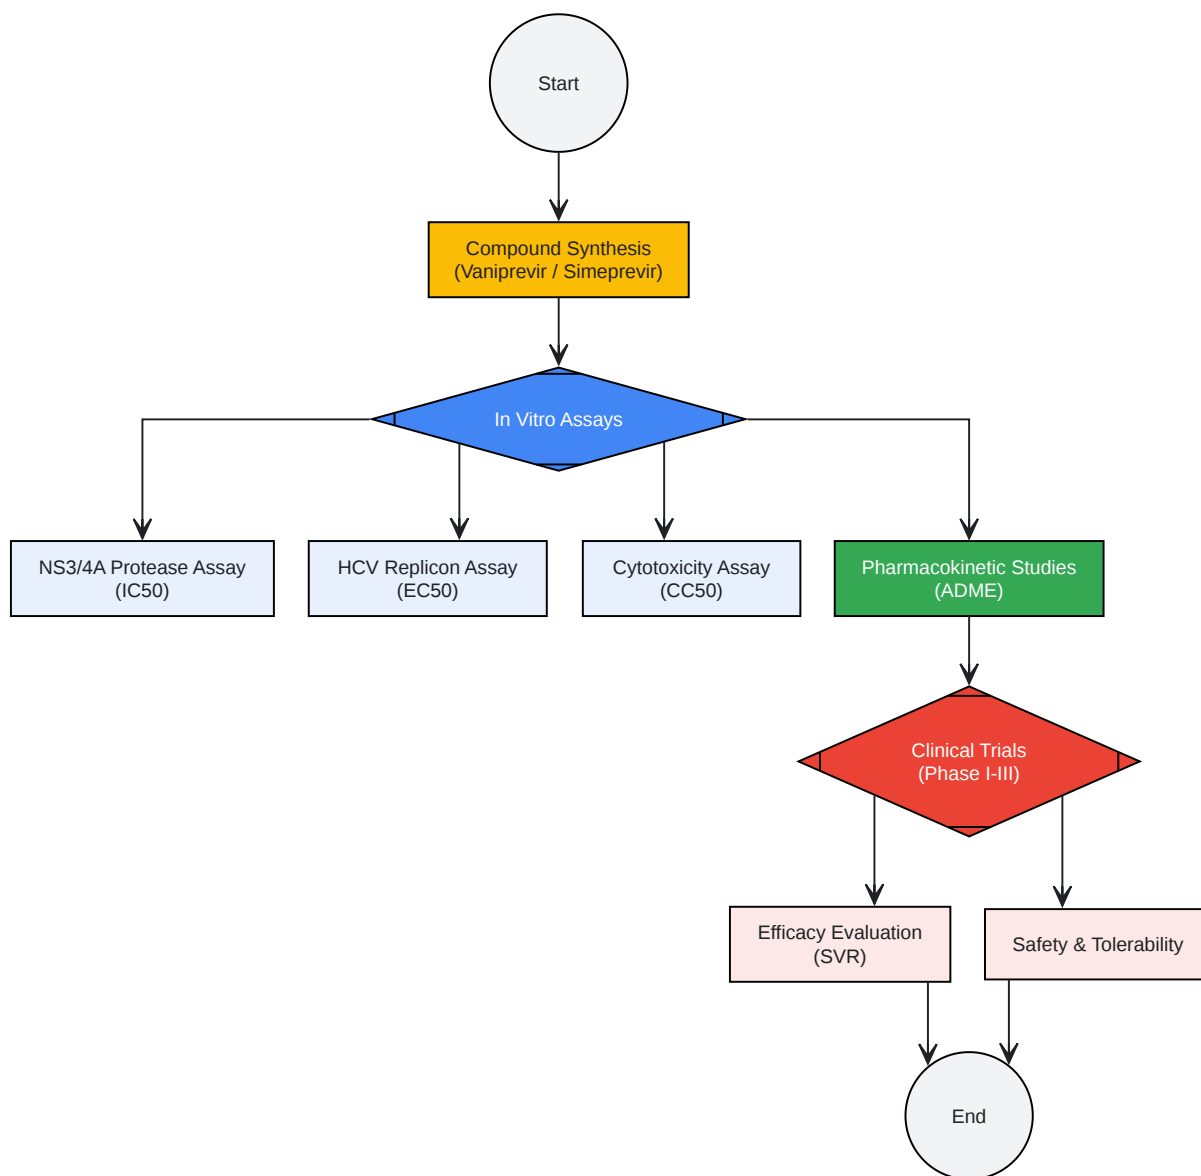 Start
Compound Synthesis
(Vaniprevir / Simeprevir)
In Vitro Assays
NS3/4A Protease Assay
(IC50)
HCV Replicon Assay
(EC50)
Cytotoxicity Assay
(CC50)
Pharmacokinetic Studies
(ADME)
Clinical Trials
(Phase I-III)
Efficacy Evaluation
(SVR)
Safety & Tolerability
End